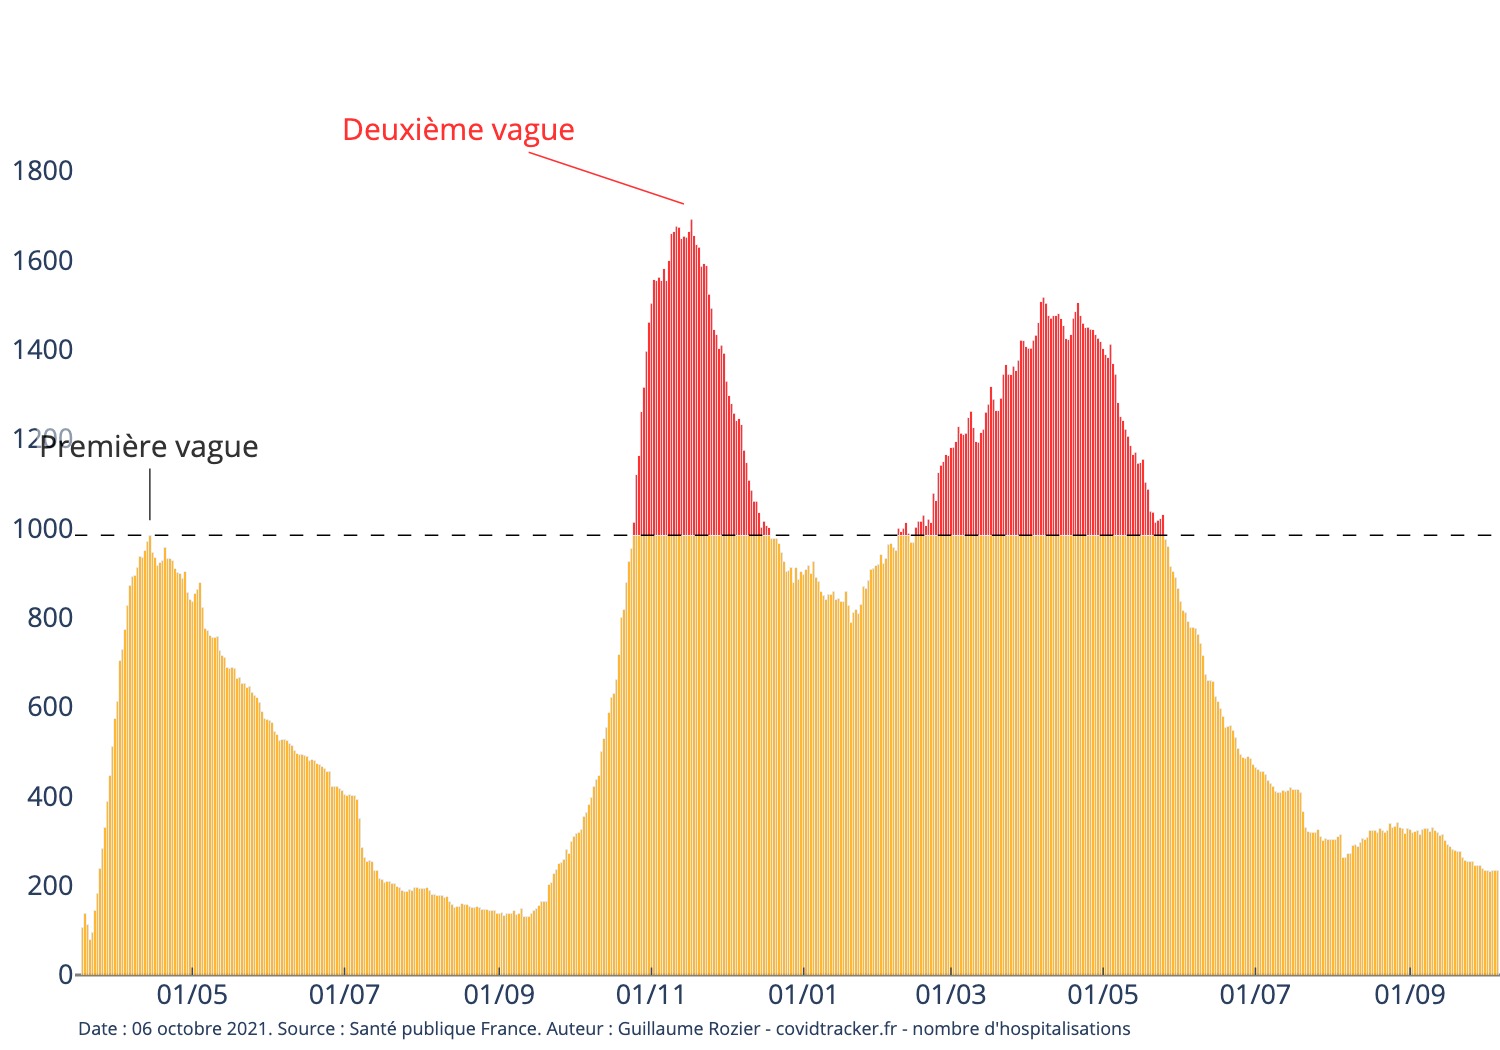 Deuxième vague
1800
1600
1400
1200
Première vague
1000
800
600
400
200
0
01/05 01/07 01/09 01/11 01/01 01/03 01/05 01/07 01/09
Date : 06 octobre 2021. Source : Santé publique France. Auteur : Guillaume Rozier - covidtracker.fr - nombre d'hospitalisations